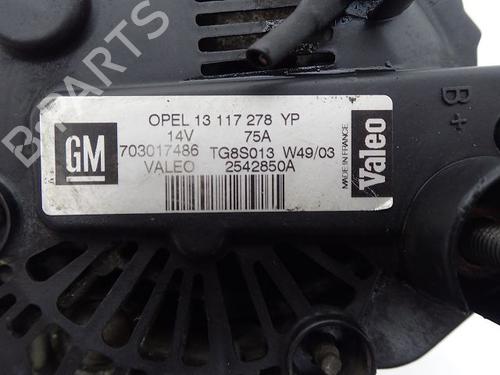 B PARTS
OPEL 13 117 278 YP
14V 75A
GM
703017486 TG8S013 W49/03
VALEO 2542850A
MADE IN FRANCE
Valeo
B+